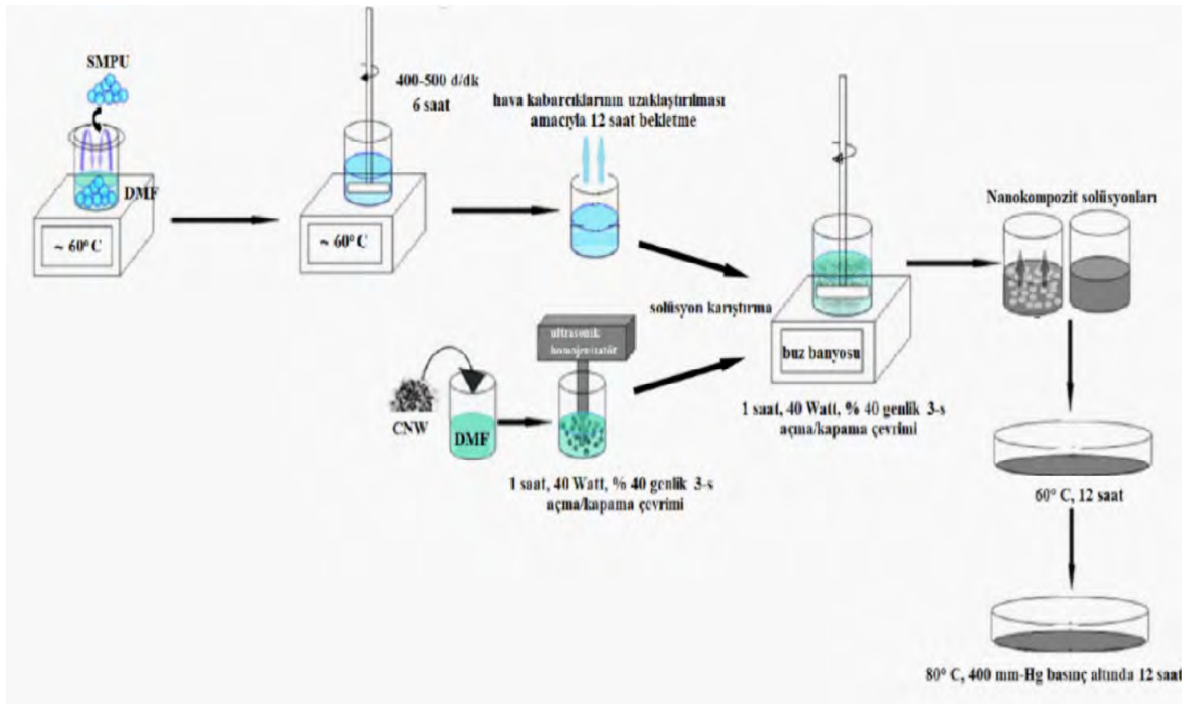 SMPU
DMF
~ 60° C
400-500 d/dk
6 saat
~ 60° C
hava kabarcıklarının uzaklaştırılması
amacıyla 12 saat bekletme
CNW
DMF
ultrasonik
homojenizatör
1 saat, 40 Watt, % 40 genlik 3-s
açma/kapama çevrimi
solüsyon karıştırma
buz banyosu
1 saat, 40 Watt, % 40 genlik 3-s
açma/kapama çevrimi
Nanokompozit solüsyonları
60° C, 12 saat
80° C, 400 mm-Hg basınç altında 12 saat